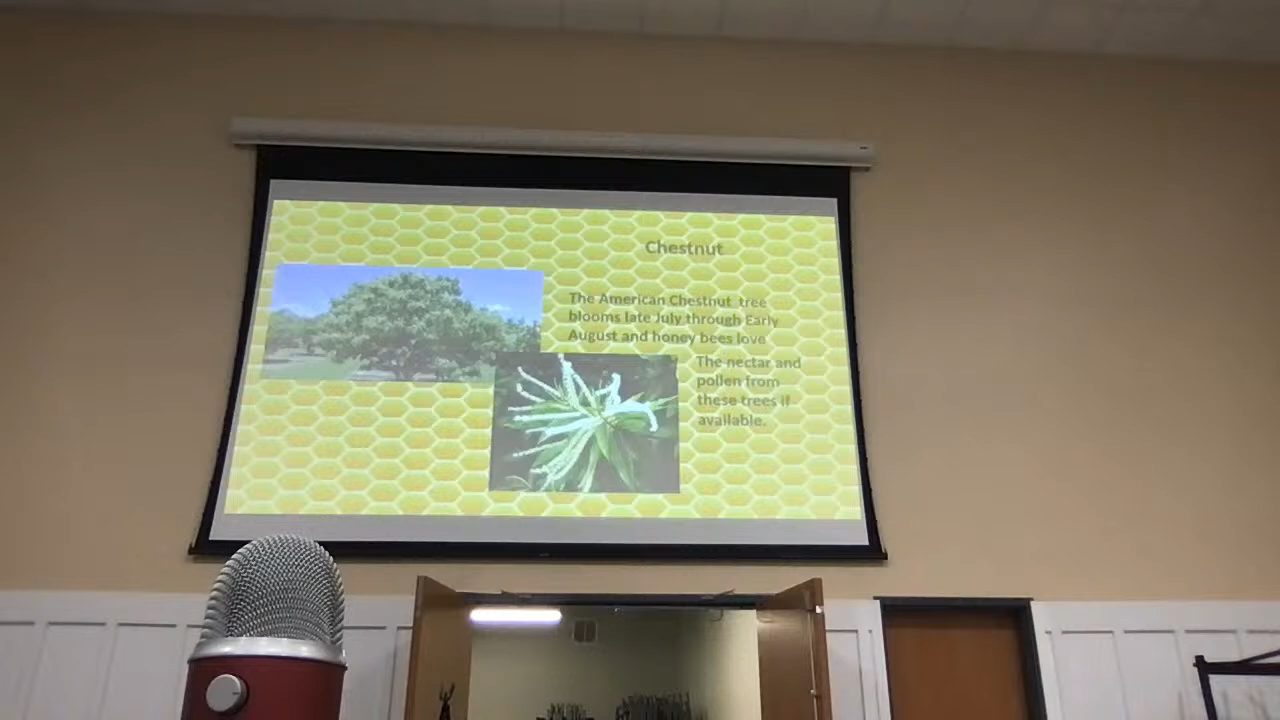 Chestnut
The American Chestnut tree
blooms late July through Early
August and honey bees love
The nectar and
pollen from
these trees if
available.